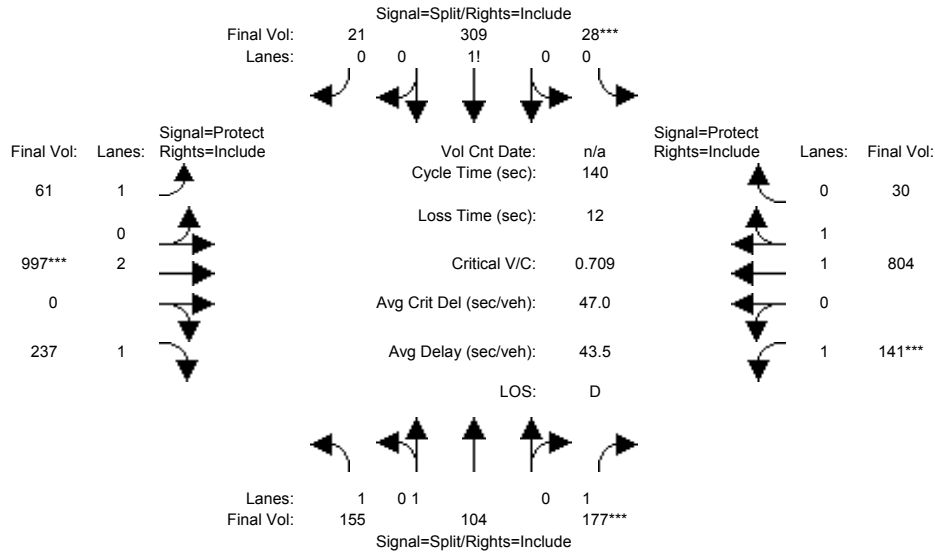 Signal=Split/Rights=Include
Final Vol: 21 309 28***
Lanes: 0 0 1! 0 0
Signal=Protect Signal=Protect
Final Vol: Lanes: Rights=Include Vol Cnt Date: n/a Rights=Include Lanes: Final Vol:
Cycle Time (sec): 140
61 1 0 30
Loss Time (sec): 12
0 1
997*** 2 Critical V/C: 0.709 1 804
0 1 Avg Crit Del (sec/veh): 47.0 0
237 1 Avg Delay (sec/veh): 43.5 1 141***
LOS: D
Lanes: 1 0 1 0 1
Final Vol: 155 104 177***
Signal=Split/Rights=Include